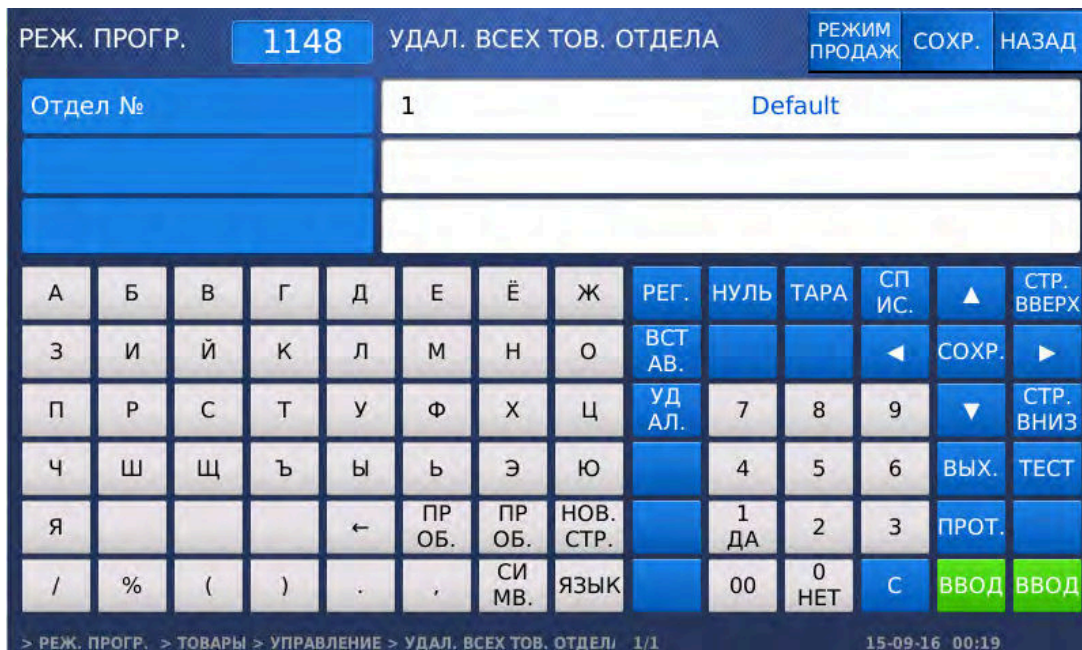 РЕЖ. ПРОГР. 1148 УДАЛ. ВСЕХ ТОВ. ОТДЕЛА РЕЖИМ ПРОДАЖ СОХР. НАЗАД
Отдел № 1 Default
А Б В Г Д Е Ё Ж РЕГ. НУЛЬ ТАРА СП ИС. ▲ СТР. ВВЕРХ
З И Й К Л М Н О ВСТ АВ. ◀ СОХР. ▶
П Р С Т У Ф Х Ц УД АЛ. 7 8 9 ▼ СТР. ВНИЗ
Ч Ш Щ Ъ Ы Ь Э Ю 4 5 6 ВЫХ. ТЕСТ
Я ← ПР ОБ. ПР ОБ. НОВ. СТР. 1 ДА 2 3 ПРОТ.
/ % ( ) . , СИ МВ. ЯЗЫК 00 0 НЕТ С ВВОД ВВОД
> РЕЖ. ПРОГР. > ТОВАРЫ > УПРАВЛЕНИЕ > УДАЛ. ВСЕХ ТОВ. ОТДЕЛ/ 1/1 15-09-16 00:19